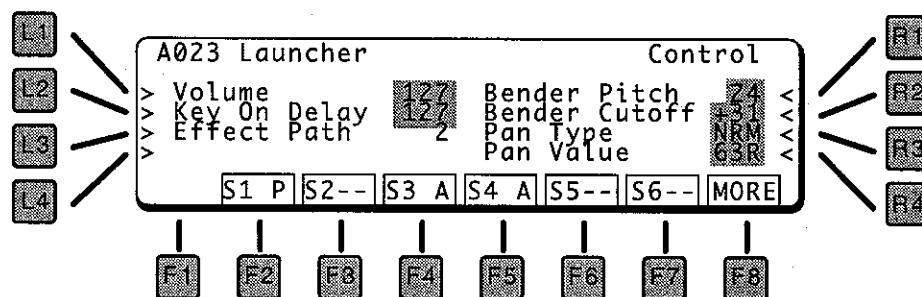 A023 Launcher Control
> Volume 127 Bender Pitch 24 <
> Key On Delay 127 Bender Cutoff +31 <
> Effect Path 2 Pan Type NRM <
> Pan Value 63R <
S1 P S2-- S3 A S4 A S5-- S6-- MORE
L1
L2
L3
L4
R1
R2
R3
R4
F1 F2 F3 F4 F5 F6 F7 F8